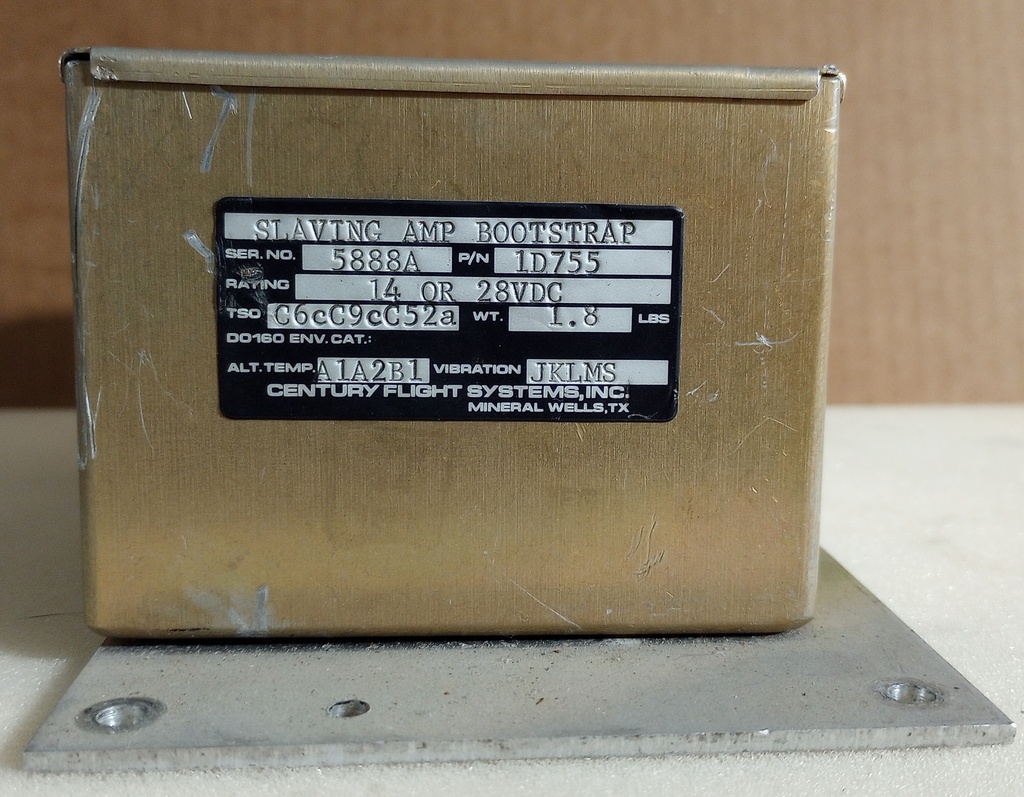 SLAVING AMP BOOTSTRAP
SER. NO. 5888A P/N 1D755
RATING 14 OR 28VDC
TSO C6cC9cC52a WT. 1.8 LBS
DO160 ENV. CAT.:
ALT. TEMP. A1A2B1 VIBRATION JKLMS
CENTURY FLIGHT SYSTEMS, INC.
MINERAL WELLS, TX